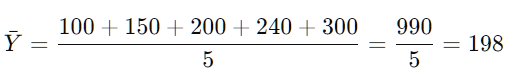 Ȳ = (100 + 150 + 200 + 240 + 300) / 5 = 990 / 5 = 198